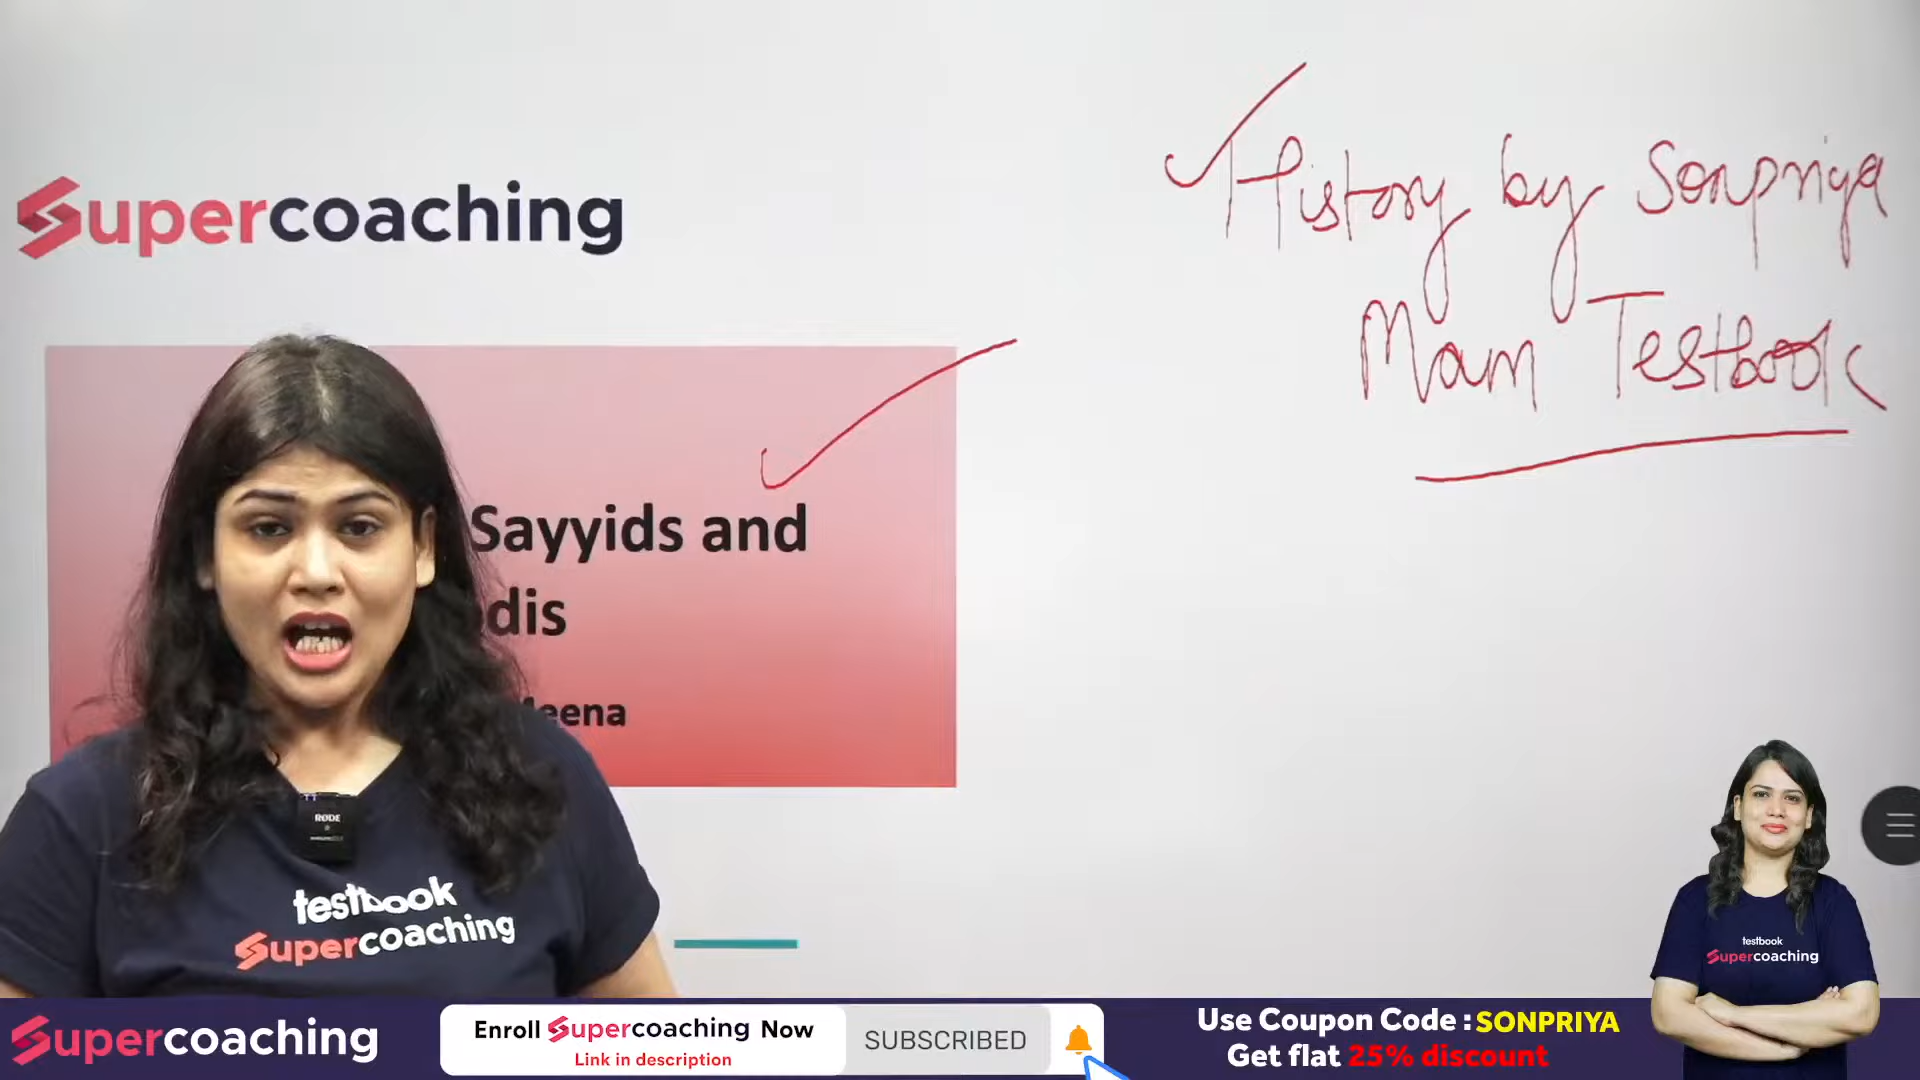 Supercoaching
History by Sonpriya
Mam Testbook
Sayyids and
dis
eena
RØDE
testbook
Supercoaching
testbook
Supercoaching
Supercoaching
Enroll Supercoaching Now
Link in description
SUBSCRIBED
Use Coupon Code : SONPRIYA
Get flat 25% discount